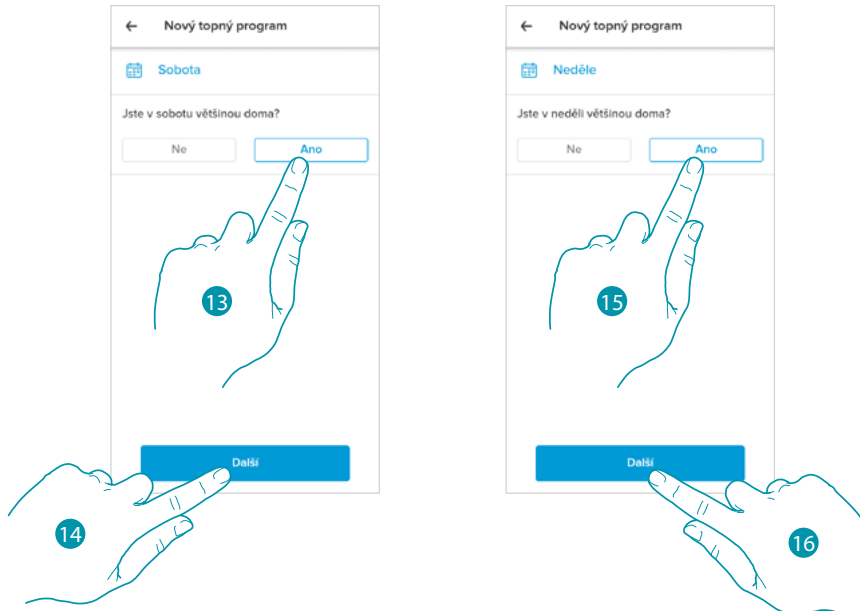 ← Nový topný program
Sobota
Jste v sobotu většinou doma?
Ne Ano
13
Další
14
← Nový topný program
Neděle
Jste v neděli většinou doma?
Ne Ano
15
Další
16